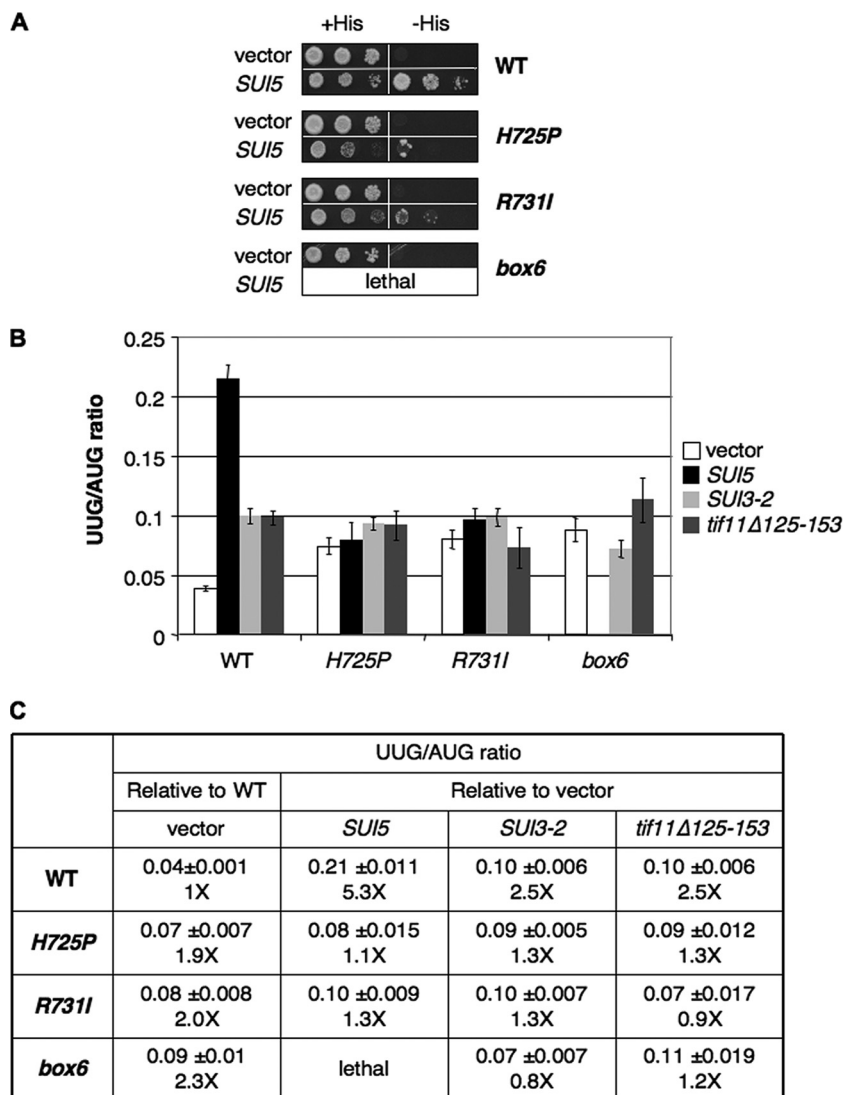 A
+His -His
vector
SUI5
WT
vector
SUI5
H725P
vector
SUI5
R731I
vector
SUI5 lethal
box6
B
UUG/AUG ratio
0.25
0.2
0.15
0.1
0.05
0
WT H725P R731I box6
vector
SUI5
SUI3-2
tif11Δ125-153
C
UUG/AUG ratio
Relative to WT Relative to vector
vector SUI5 SUI3-2 tif11Δ125-153
WT
0.04±0.001 0.21 ±0.011 0.10 ±0.006 0.10 ±0.006
1X 5.3X 2.5X 2.5X
H725P
0.07 ±0.007 0.08 ±0.015 0.09 ±0.005 0.09 ±0.012
1.9X 1.1X 1.3X 1.3X
R731I
0.08 ±0.008 0.10 ±0.009 0.10 ±0.007 0.07 ±0.017
2.0X 1.3X 1.3X 0.9X
box6
0.09 ±0.01 lethal 0.07 ±0.007 0.11 ±0.019
2.3X 0.8X 1.2X